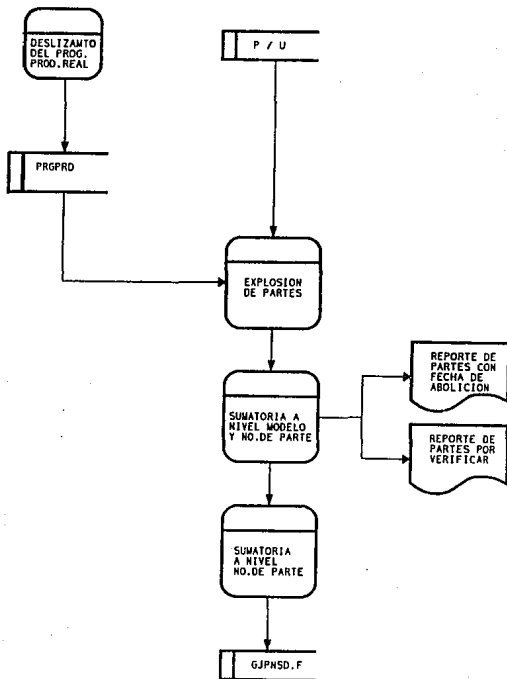 DESLIZAMTO
DEL PROG.
PROD.REAL
P / U
PRGPRD
EXPLOSION
DE PARTES
REPORTE DE
PARTES CON
FECHA DE
ABOLICION
SUMATORIA A
NIVEL MODELO
Y NO.DE PARTE
REPORTE DE
PARTES POR
VERIFICAR
SUMATORIA
A NIVEL
NO.DE PARTE
GJPNSD.F